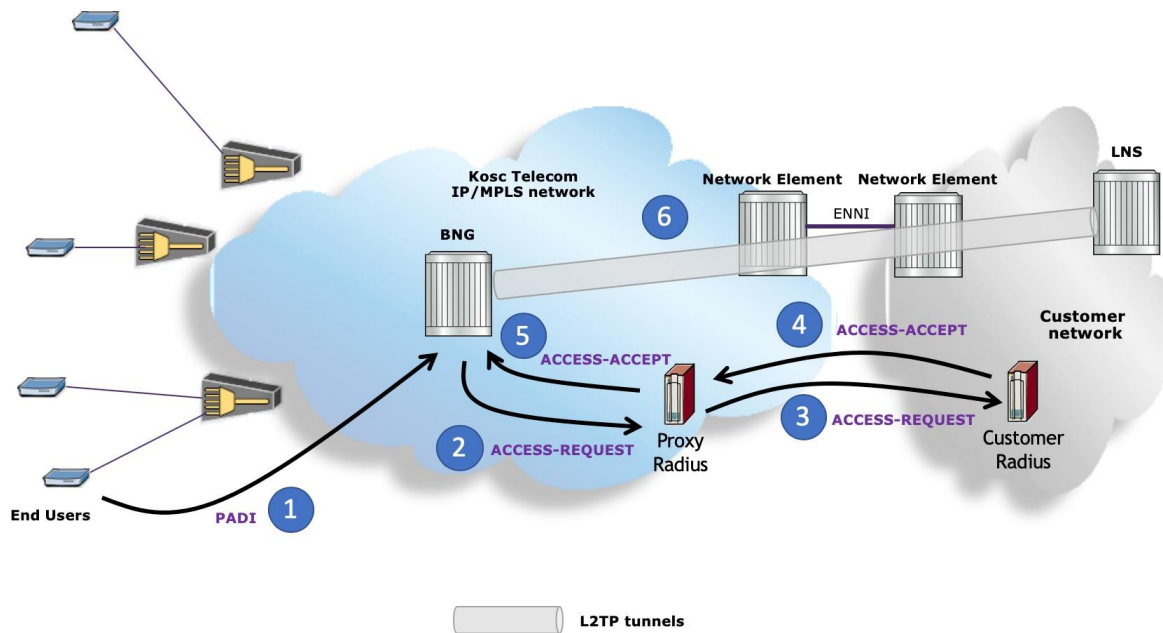 Kosc Telecom
IP/MPLS network
LNS
Network Element
Network Element
6
ENNI
BNG
Customer
network
4
ACCESS-ACCEPT
5
ACCESS-ACCEPT
3
ACCESS-REQUEST
2
ACCESS-REQUEST
Proxy
Radius
Customer
Radius
End Users
PADI
1
L2TP tunnels